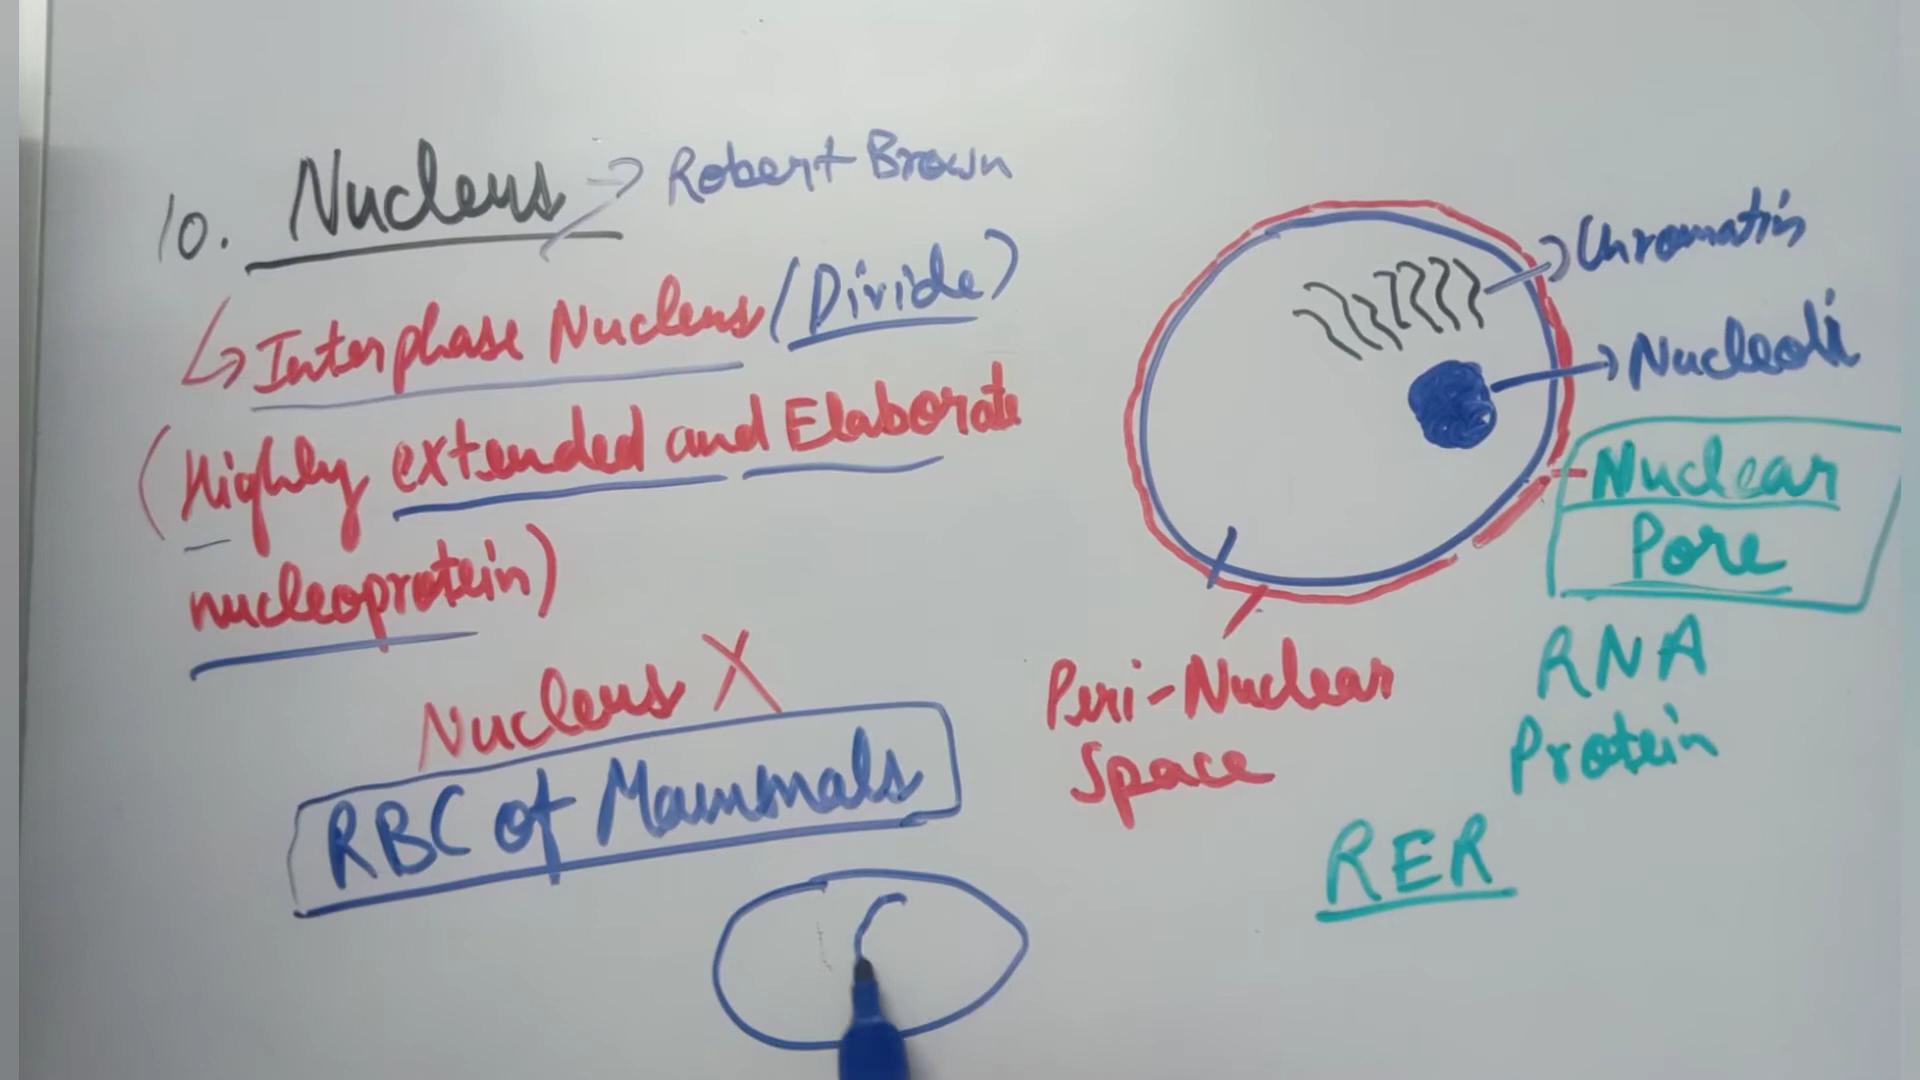 10. Nucleus → Robert Brown
↳ Interphase Nucleus (Divide)
(Highly extended and Elaborate
nucleoprotein)
Nucleus X
RBC of Mammals
Chromatin
Nucleoli
Nuclear
Pore
RNA
Protein
Peri-Nuclear
Space
RER